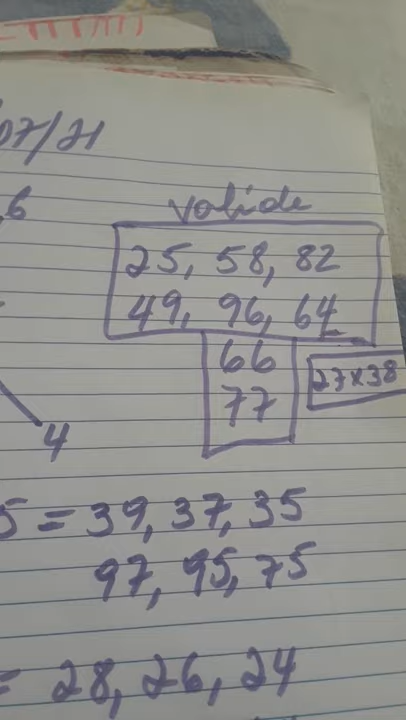 07/21
6
valide
25, 58, 82
49, 96, 64
66
27x38
77
4
5 = 39, 37, 35
97, 95, 75
= 28, 26, 24